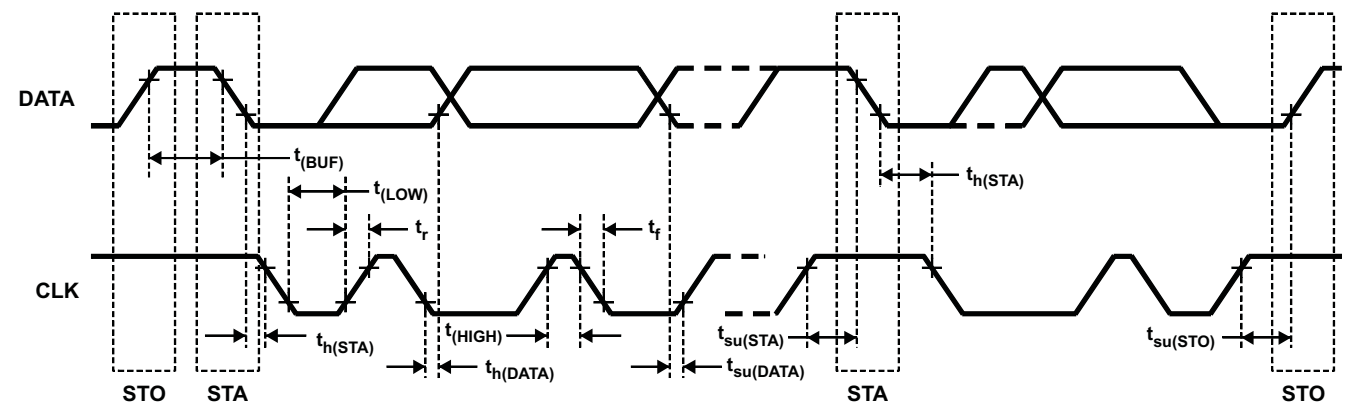 DATA
t(BUF)
t(LOW)
th(STA)
tr
tf
CLK
th(STA)
t(HIGH)
th(DATA)
tsu(DATA)
tsu(STA)
tsu(STO)
STO
STA
STA
STO